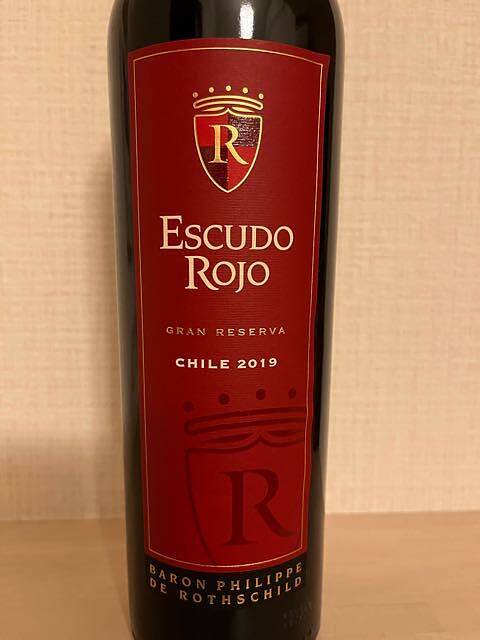 R
ESCUDO
ROJO
GRAN RESERVA
CHILE 2019
R
BARON PHILIPPE
DE ROTHSCHILD